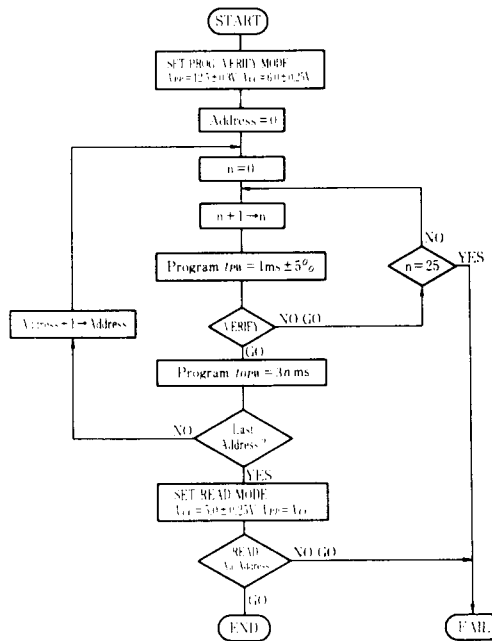 START
SET PROG. VERIFY MODE
VPP=12.5±0.3V VCC=6.0±0.25V
Address=0
n=0
n+1→n
Program tPW=1ms±5%
NO
n=25
YES
Address+1→Address
VERIFY
NO GO
GO
Program tOPW=3n ms
NO
Last
Address?
YES
SET READ MODE
VCC=5.0±0.25V VPP=VCC
READ
Address
NO GO
GO
END
FAIL